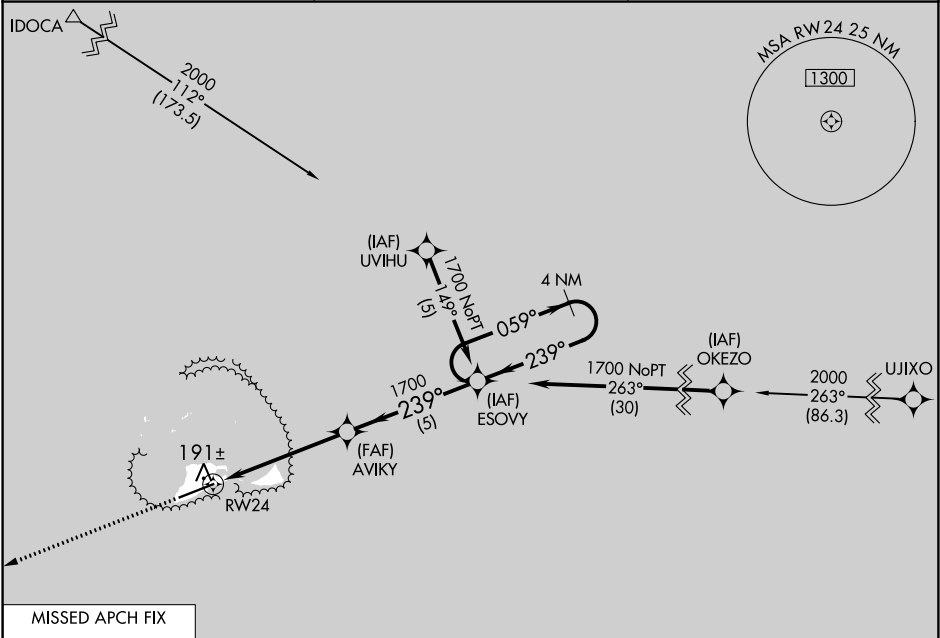 IDOCA
2000
112°
(173.5)
MSA RW24 25 NM
1300
(IAF)
UVIHU
1700 NoPT
149°
(5)
4 NM
059°
239°
(IAF)
ESOVY
1700 NoPT
263°
(30)
(IAF)
OKEZO
2000
263°
(86.3)
UJIXO
1700
239°
(5)
(FAF)
AVIKY
191±
RW24
MISSED APCH FIX